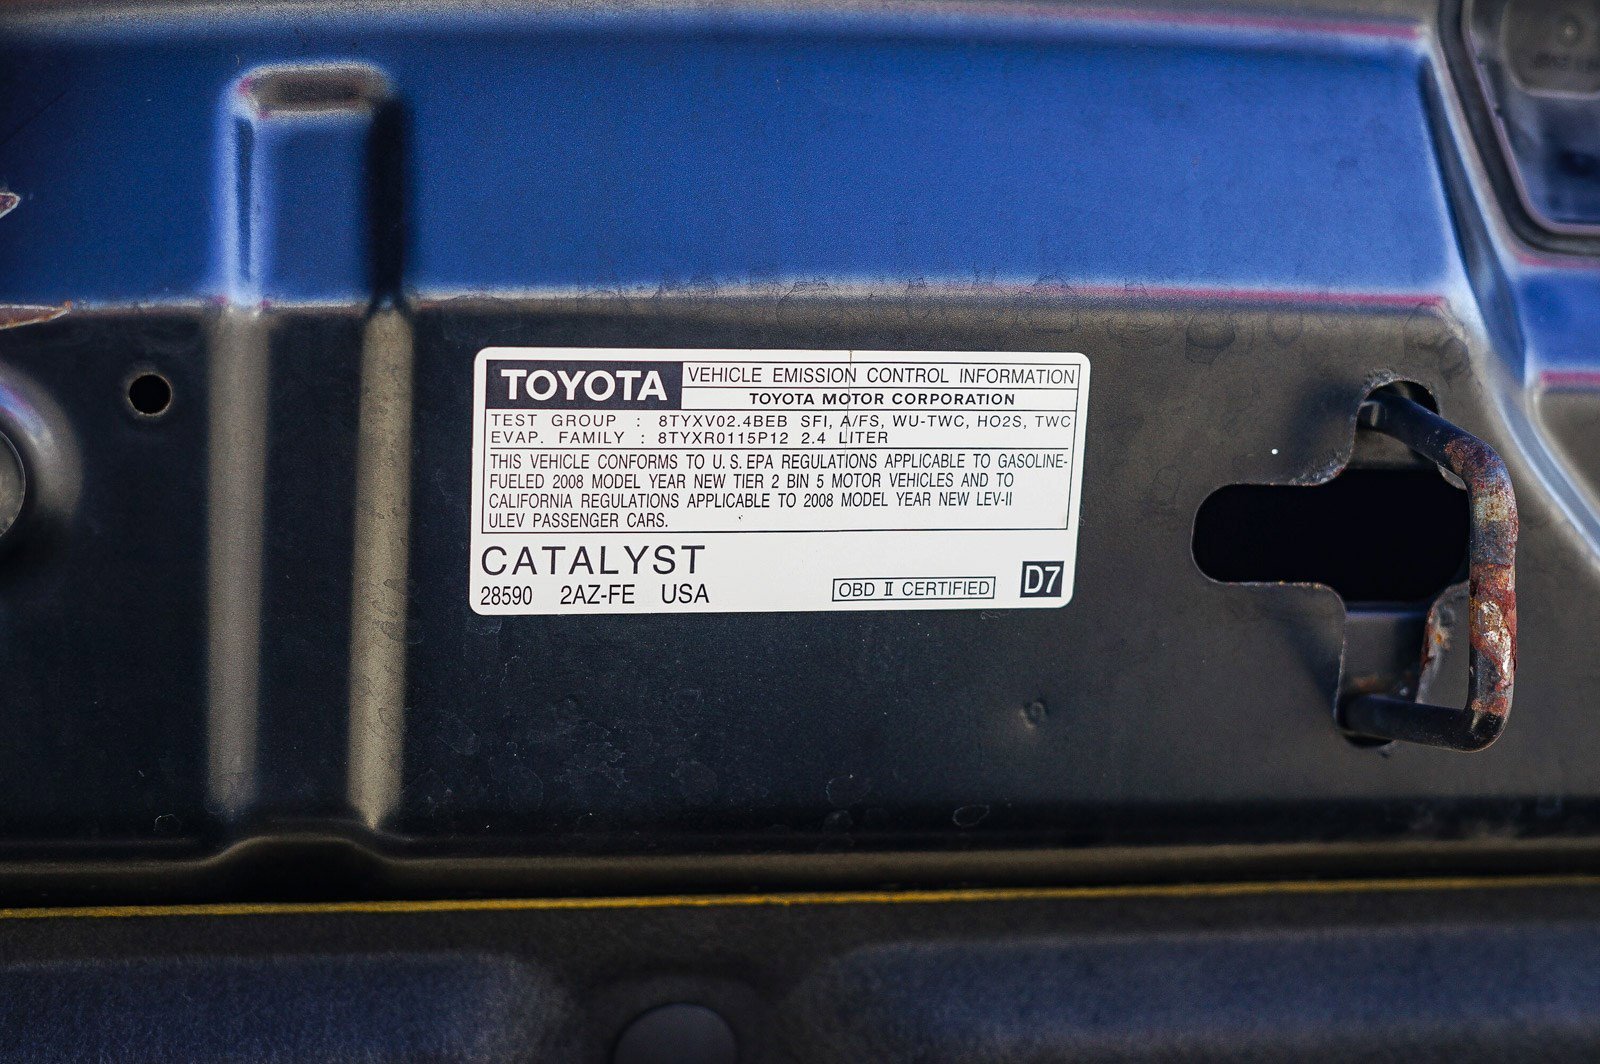 TOYOTA VEHICLE EMISSION CONTROL INFORMATION
TOYOTA MOTOR CORPORATION
TEST GROUP : 8TYXV02.4BEB SFI, A/FS, WU-TWC, HO2S, TWC
EVAP. FAMILY : 8TYXR0115P12 2.4 LITER
THIS VEHICLE CONFORMS TO U.S.EPA REGULATIONS APPLICABLE TO GASOLINE-
FUELED 2008 MODEL YEAR NEW TIER 2 BIN 5 MOTOR VEHICLES AND TO
CALIFORNIA REGULATIONS APPLICABLE TO 2008 MODEL YEAR NEW LEV-II
ULEV PASSENGER CARS.
CATALYST
28590 2AZ-FE USA OBD II CERTIFIED D7